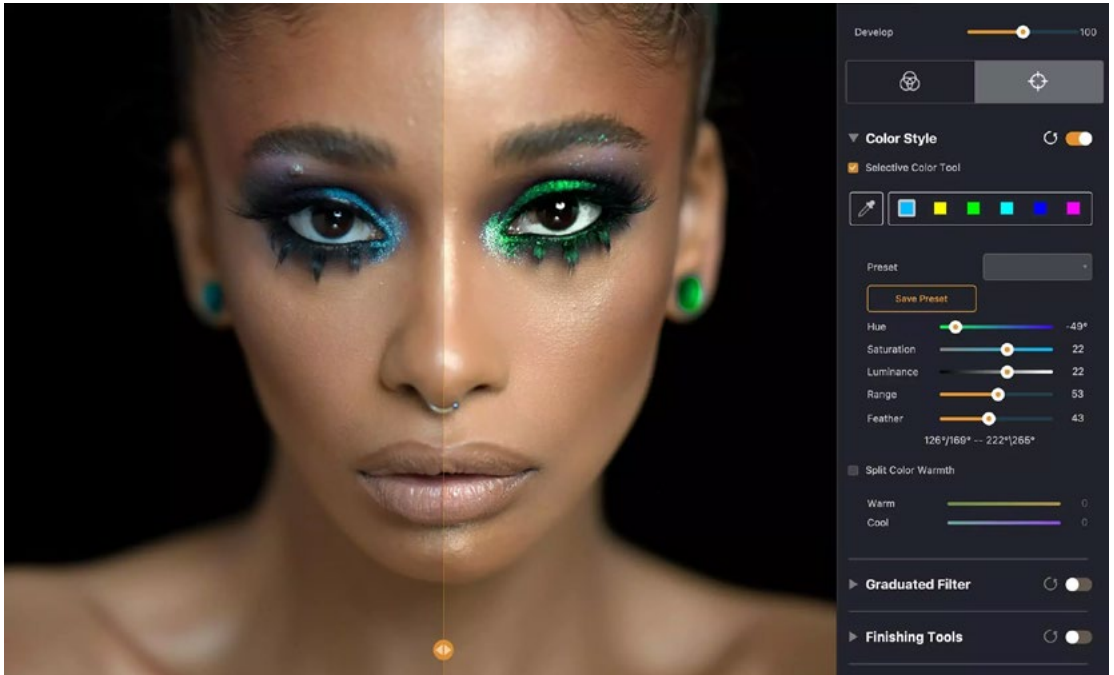 Develop 100
Color Style
Selective Color Tool
Preset
Save Preset
Hue -49°
Saturation 22
Luminance 22
Range 53
Feather 43
126°/169° -- 222°\265°
Split Color Warmth
Warm 0
Cool 0
Graduated Filter
Finishing Tools